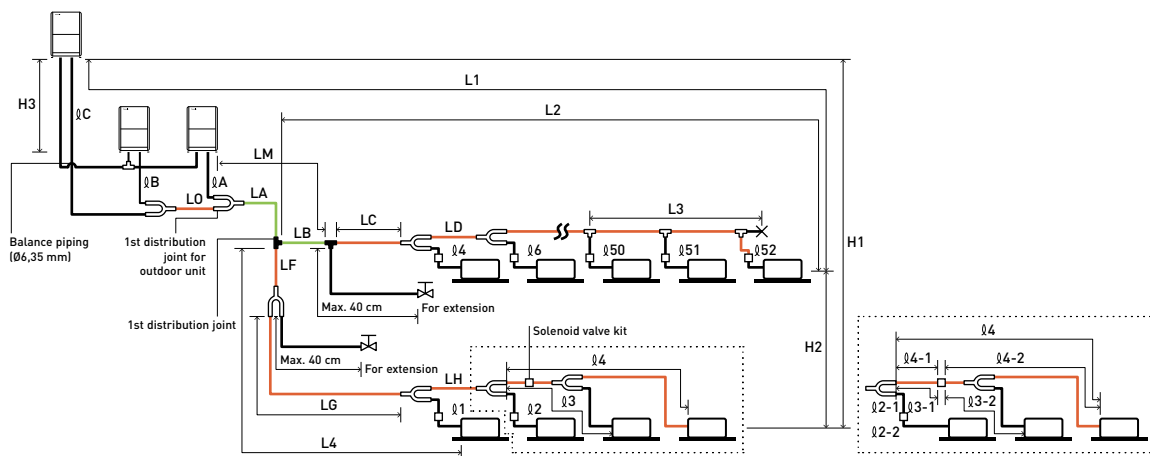 L1
H3
ℓC
L2
LM
ℓB
ℓA
LO
LA
LC
L3
H1
LB
LD
ℓ4
ℓ6
ℓ50
ℓ51
ℓ52
Balance piping
(Ø6,35 mm)
1st distribution
joint for
outdoor unit
LF
Max. 40 cm
For extension
1st distribution joint
Solenoid valve kit
H2
Max. 40 cm
For extension
ℓ4
LH
ℓ3
LG
ℓ1
ℓ2
L4
ℓ4
ℓ4-1
ℓ4-2
ℓ2-1
ℓ3-1
ℓ3-2
ℓ2-2